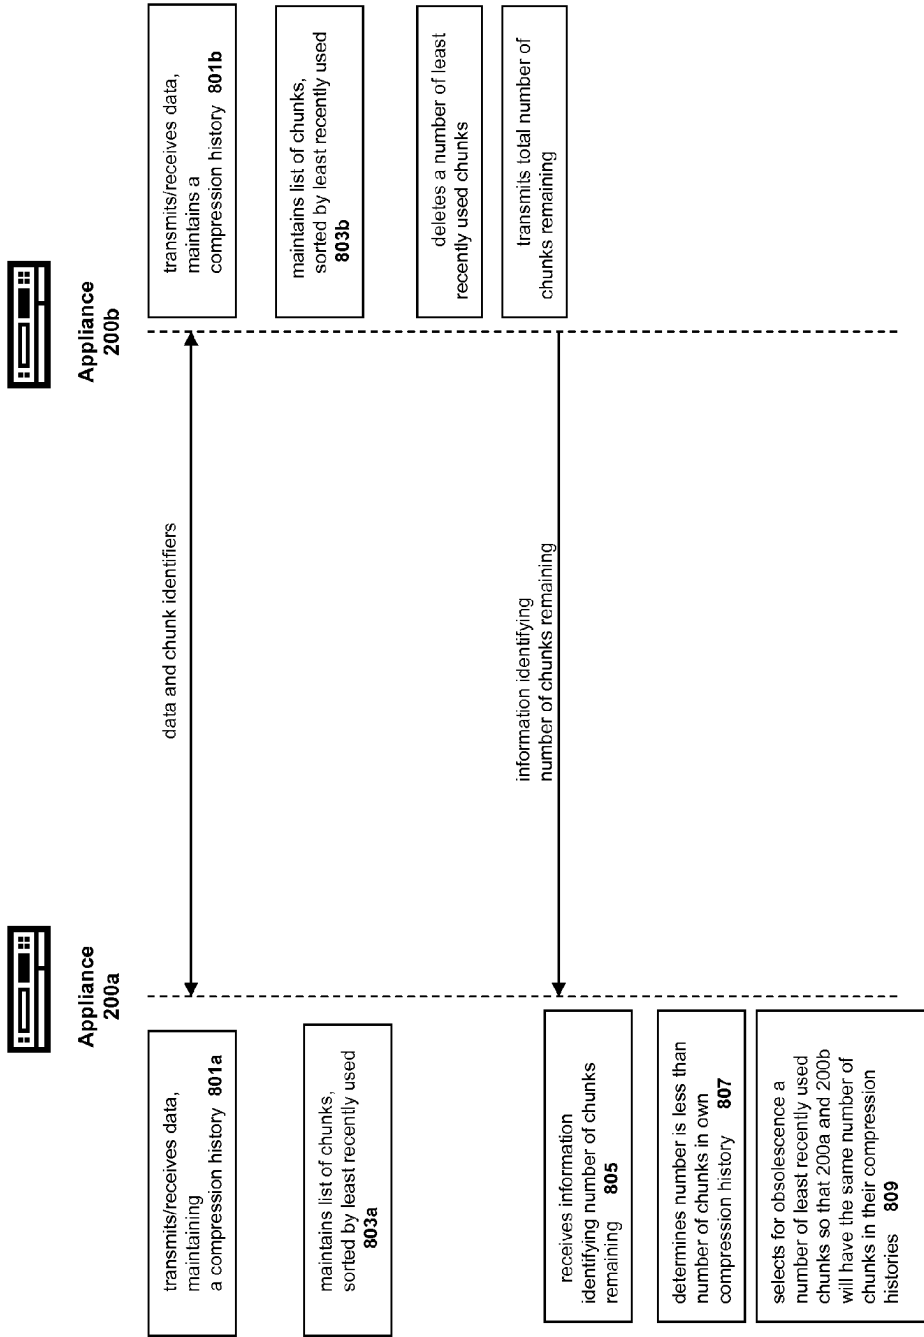 Appliance
200a
Appliance
200b
transmits/receives data,
maintaining
a compression history 801a
data and chunk identifiers
transmits/receives data,
maintains a
compression history 801b
maintains list of chunks,
sorted by least recently used
803a
maintains list of chunks,
sorted by least recently used
803b
deletes a number of least
recently used chunks
transmits total number of
chunks remaining
information identifying
number of chunks remaining
receives information
identifying number of chunks
remaining 805
determines number is less than
number of chunks in own
compression history 807
selects for obsolescence a
number of least recently used
chunks so that 200a and 200b
will have the same number of
chunks in their compression
histories 809